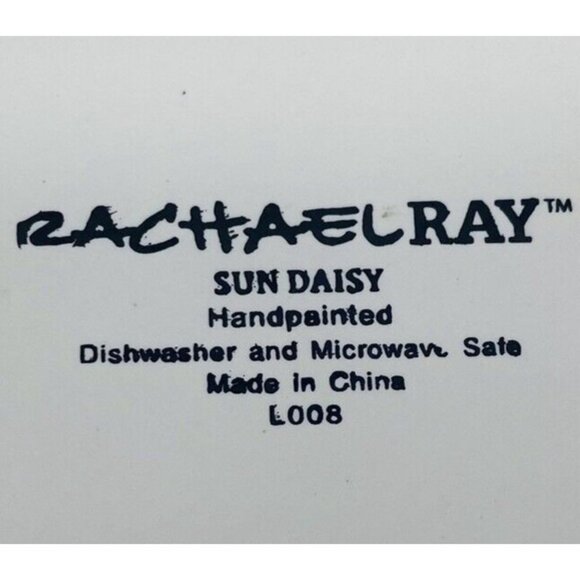 RACHAELRAY™
SUN DAISY
Handpainted
Dishwasher and Microwave Safe
Made in China
L008